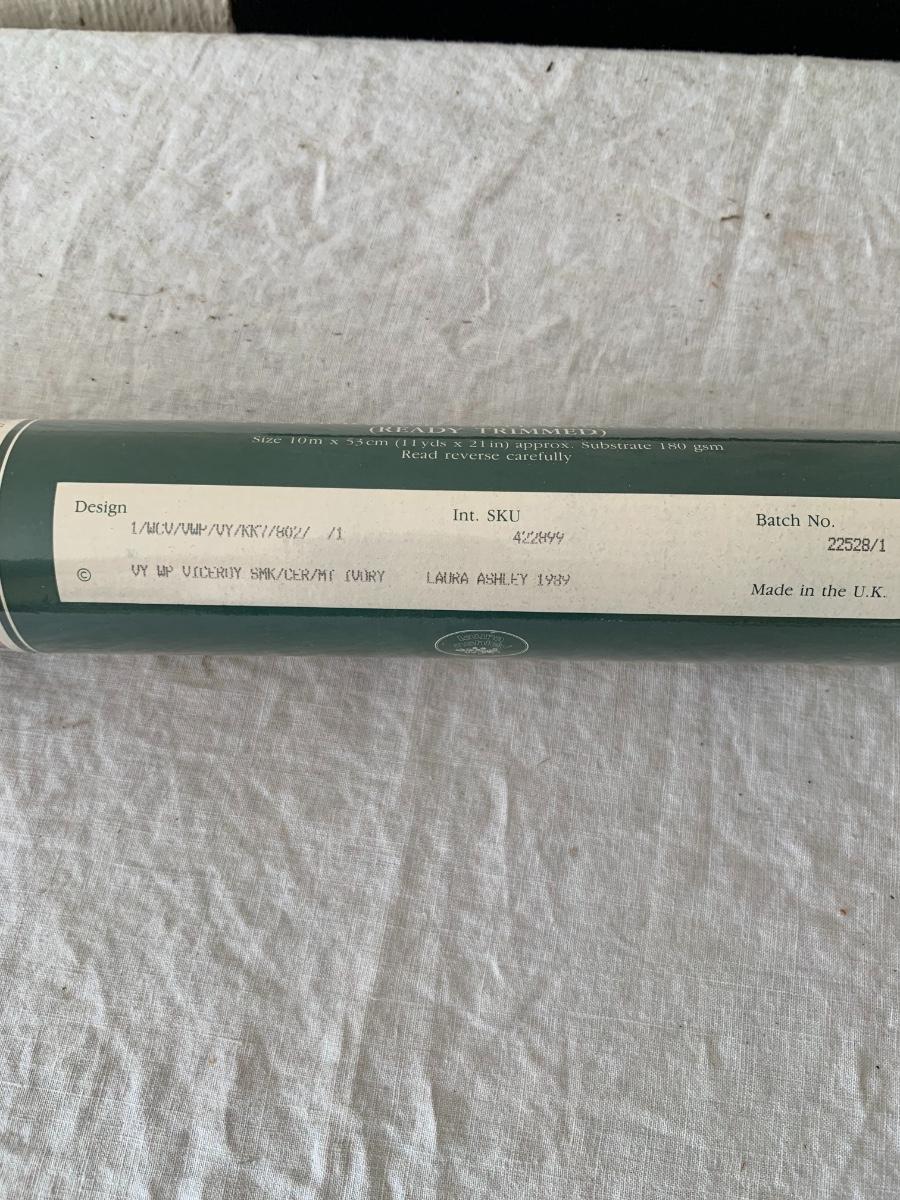 (READY TRIMMED)
Size 10m x 53cm (11yds x 21in) approx. Substrate 180 gsm
Read reverse carefully
Design
Int. SKU
Batch No.
1/WCV/VWP/VY/KK7/802/ /1
422899
22528/1
© VY WP VICEROY SMK/CER/MT IVORY LAURA ASHLEY 1989
Made in the U.K.